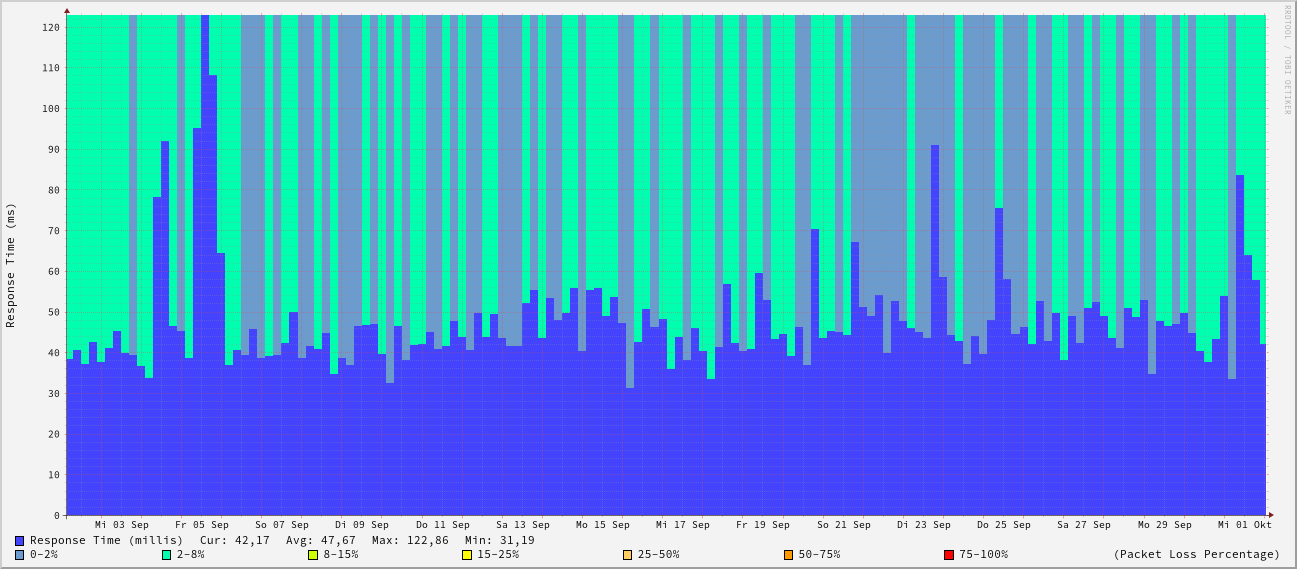 RRDTOOL / TOBI OETIKER
Response Time (ms)
120
110
100
90
80
70
60
50
40
30
20
10
0
Mi 03 Sep Fr 05 Sep So 07 Sep Di 09 Sep Do 11 Sep Sa 13 Sep Mo 15 Sep Mi 17 Sep Fr 19 Sep So 21 Sep Di 23 Sep Do 25 Sep Sa 27 Sep Mo 29 Sep Mi 01 Okt
Response Time (millis) Cur: 42,17 Avg: 47,67 Max: 122,86 Min: 31,19
0-2% 2-8% 8-15% 15-25% 25-50% 50-75% 75-100% (Packet Loss Percentage)